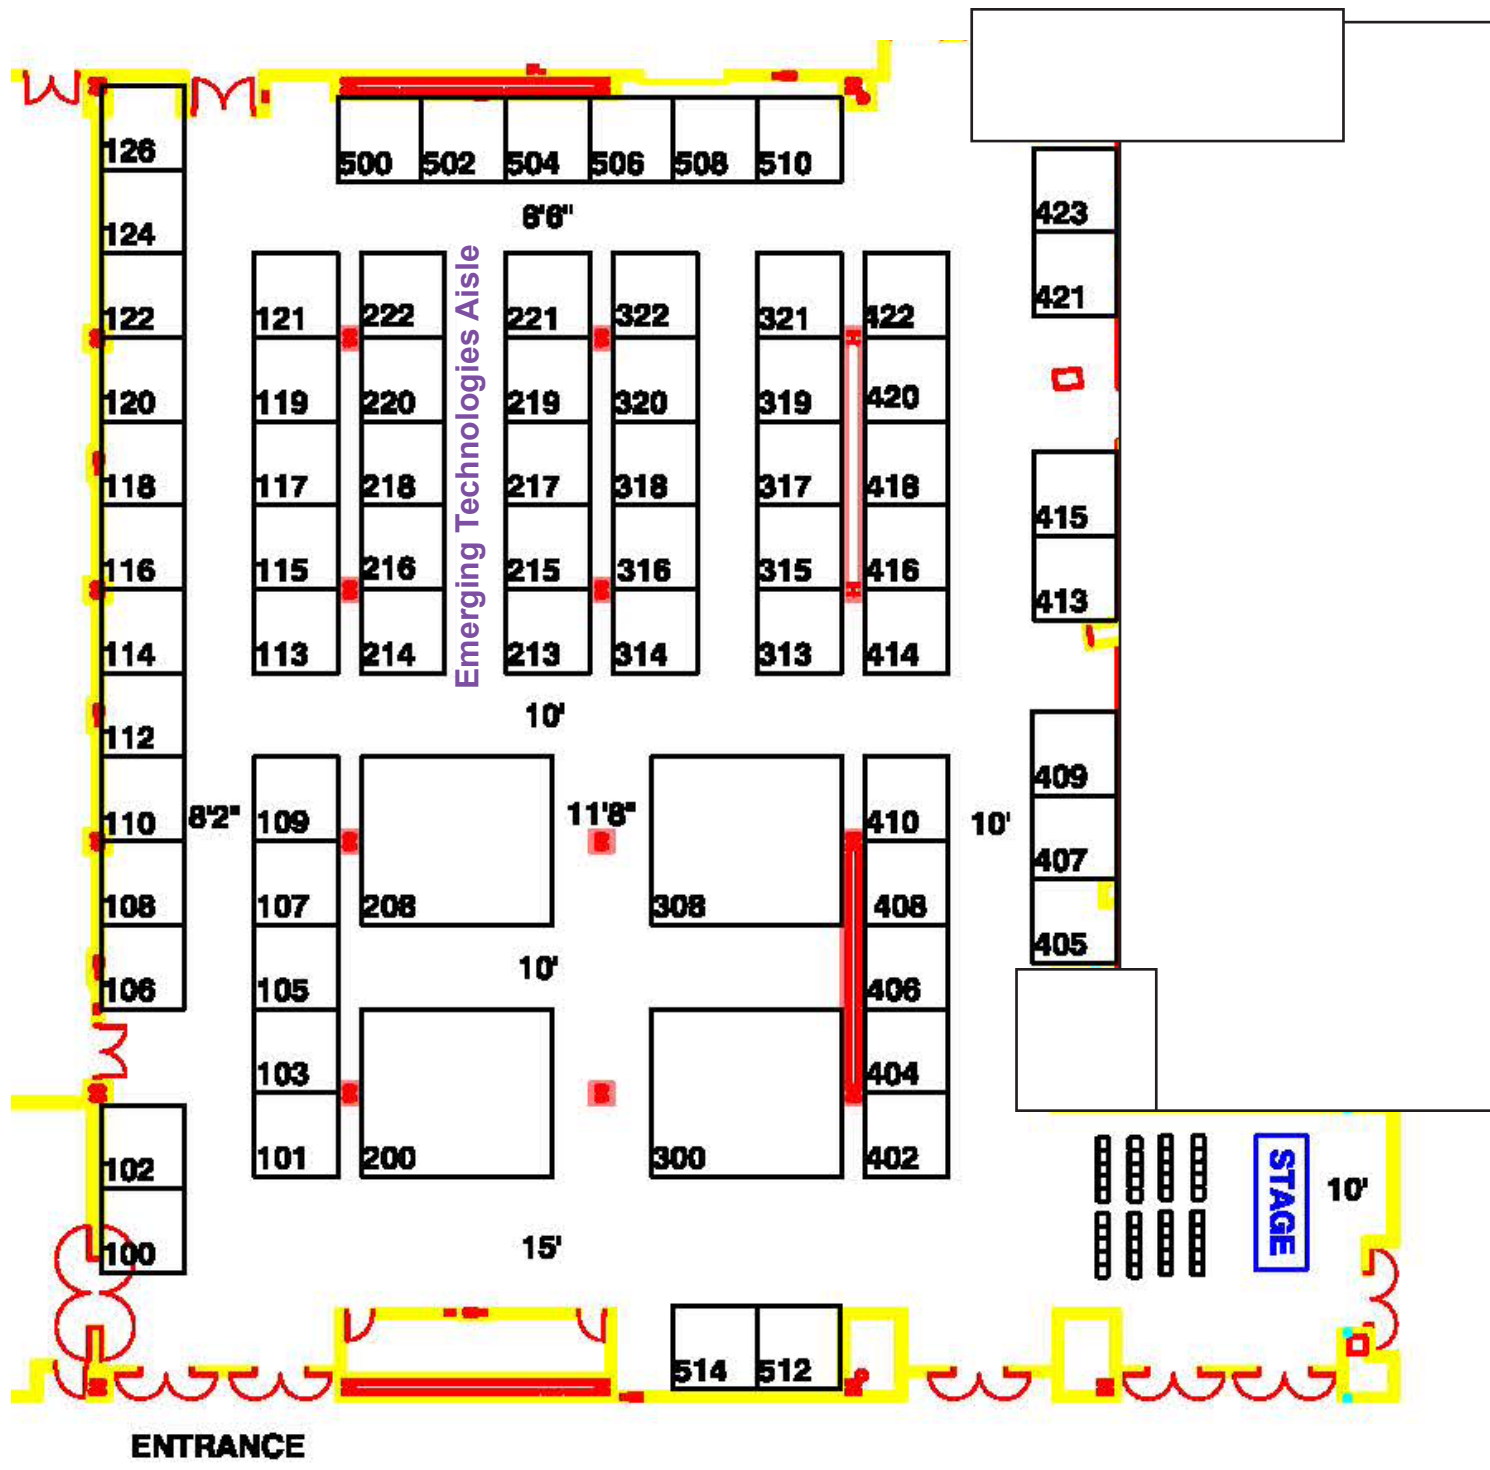 126
500 502 504 506 508 510
423
124
8'6"
421
122 121 222 221 322 321 422
Emerging Technologies Aisle
120 119 220 219 320 319 420
118 117 218 217 318 317 418
415
116 115 216 215 316 315 416
413
114 113 214 213 314 313 414
10'
112
409
110 8'2" 109 11'8" 410 10'
407
108 107 208 308 408
405
10'
106 105 406
103 404
102 101 200 300 402
STAGE 10'
100 15'
514 512
ENTRANCE